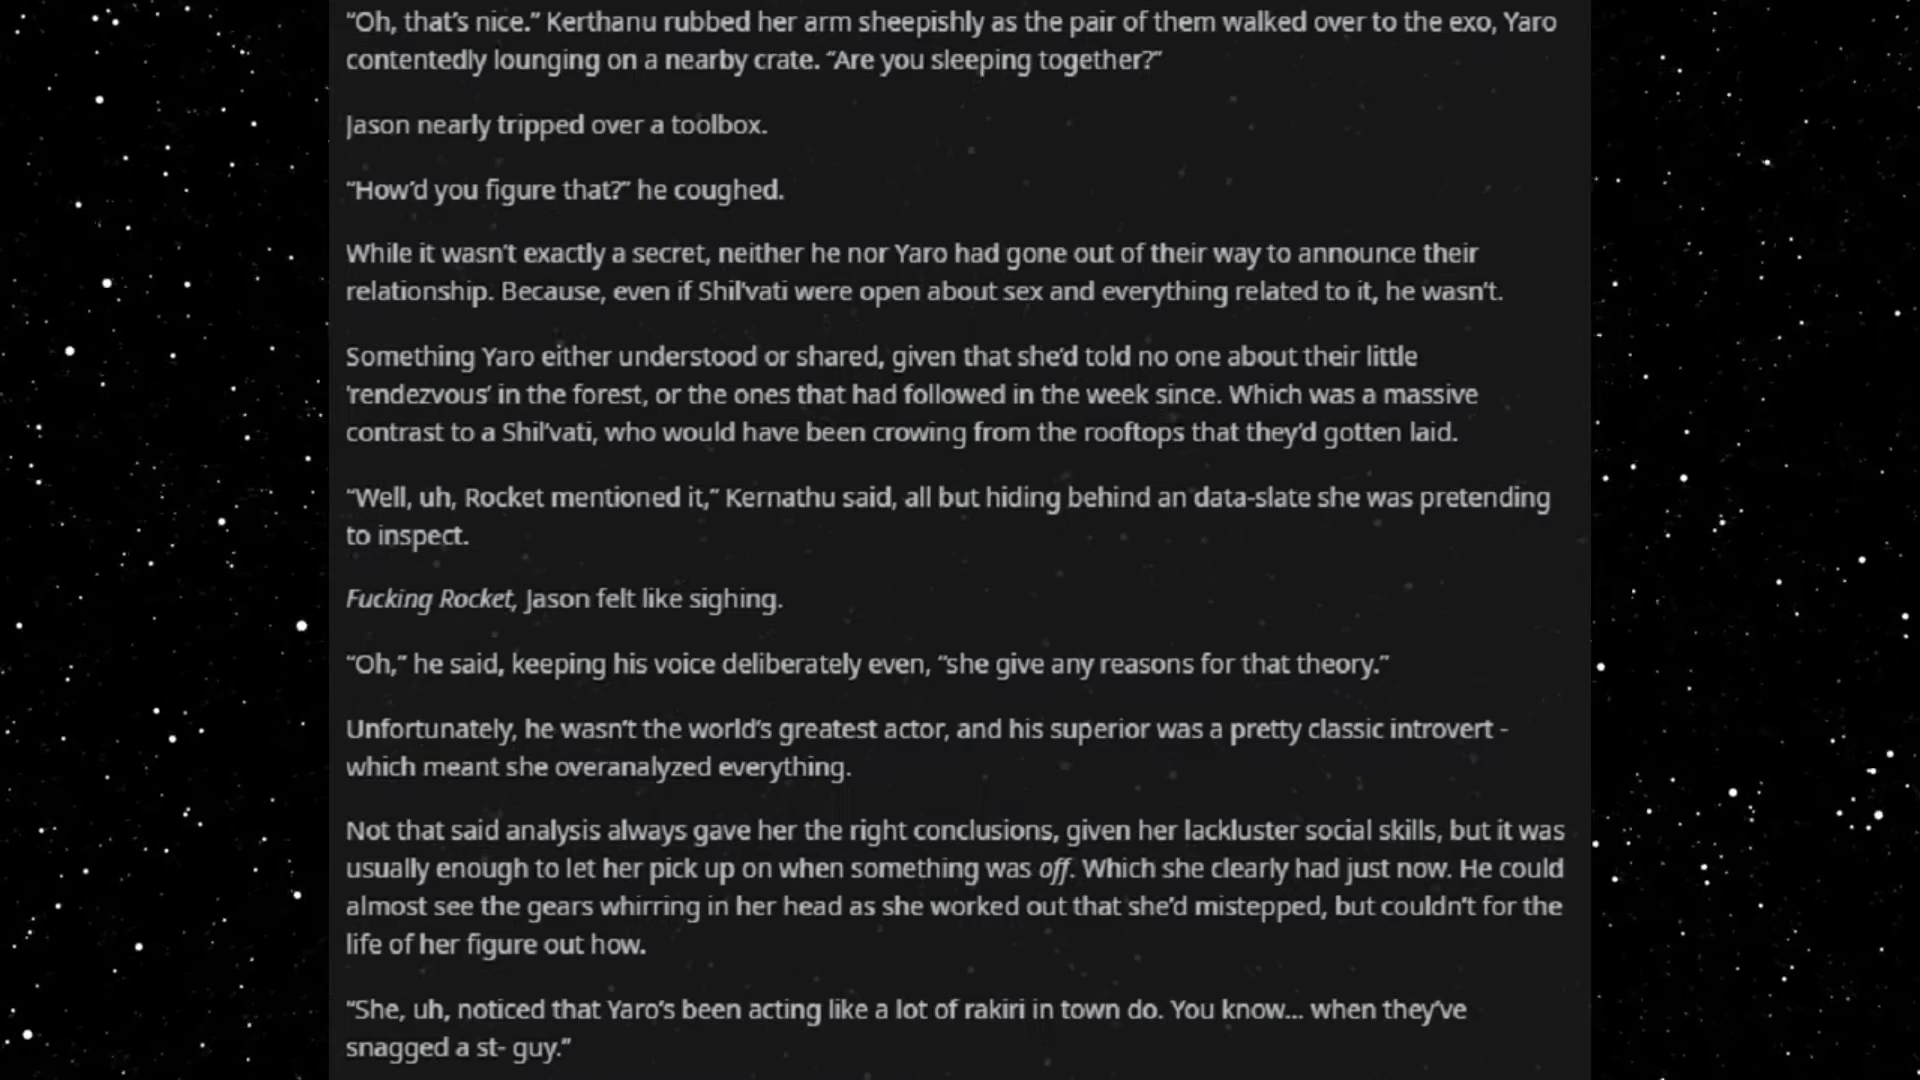 “Oh, that’s nice.” Kerthanu rubbed her arm sheepishly as the pair of them walked over to the exo, Yaro
contentedly lounging on a nearby crate. “Are you sleeping together?”
Jason nearly tripped over a toolbox.
“How’d you figure that?” he coughed.
While it wasn’t exactly a secret, neither he nor Yaro had gone out of their way to announce their
relationship. Because, even if Shil’vati were open about sex and everything related to it, he wasn’t.
Something Yaro either understood or shared, given that she’d told no one about their little
‘rendezvous’ in the forest, or the ones that had followed in the week since. Which was a massive
contrast to a Shil’vati, who would have been crowing from the rooftops that they’d gotten laid.
“Well, uh, Rocket mentioned it,” Kernathu said, all but hiding behind an data-slate she was pretending
to inspect.
Fucking Rocket, Jason felt like sighing.
“Oh,” he said, keeping his voice deliberately even, “she give any reasons for that theory.”
Unfortunately, he wasn’t the world’s greatest actor, and his superior was a pretty classic introvert -
which meant she overanalyzed everything.
Not that said analysis always gave her the right conclusions, given her lackluster social skills, but it was
usually enough to let her pick up on when something was off. Which she clearly had just now. He could
almost see the gears whirring in her head as she worked out that she’d mistepped, but couldn’t for the
life of her figure out how.
“She, uh, noticed that Yaro’s been acting like a lot of rakiri in town do. You know... when they’ve
snagged a st- guy.”